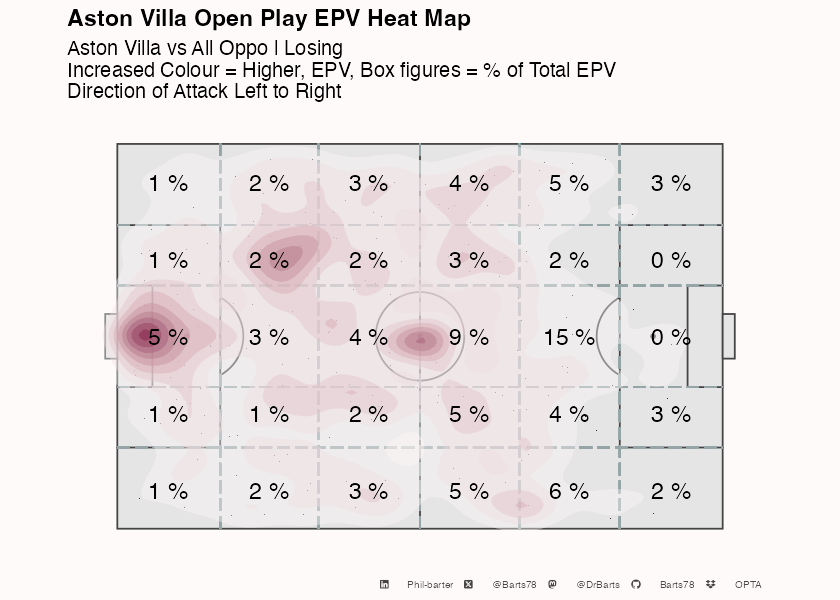 Aston Villa Open Play EPV Heat Map
Aston Villa vs All Oppo | Losing
Increased Colour = Higher, EPV, Box figures = % of Total EPV
Direction of Attack Left to Right
1 % 2 % 3 % 4 % 5 % 3 %
1 % 2 % 2 % 3 % 2 % 0 %
5 % 3 % 4 % 9 % 15 % 0 %
1 % 1 % 2 % 5 % 4 % 3 %
1 % 2 % 3 % 5 % 6 % 2 %
Phil-barter @Barts78 @DrBarts Barts78 OPTA